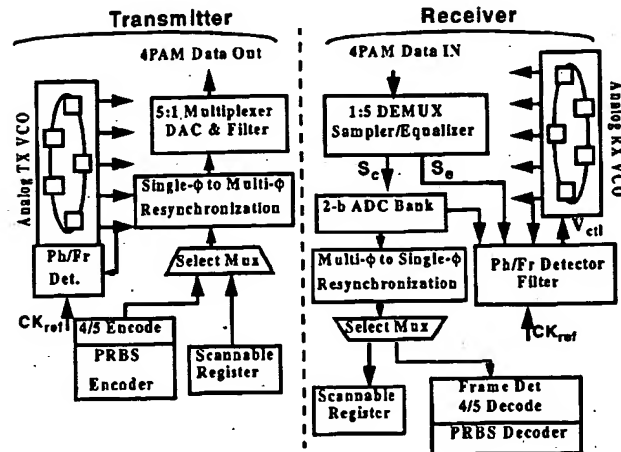 Transmitter
4PAM Data Out
Analog TX VCO
5:1 Multiplexer
DAC & Filter
Single-ϕ to Multi-ϕ
Resynchronization
Ph/Fr
Det.
Select Mux
CKref
4/5 Encode
PRBS
Encoder
Scannable
Register
Receiver
4PAM Data IN
1:5 DEMUX
Sampler/Equalizer
Analog RX VCO
Sc
Se
2-b ADC Bank
Vctl
Multi-ϕ to Single-ϕ
Resynchronization
Ph/Fr Detector
Filter
Select Mux
CKref
Scannable
Register
Frame Det
4/5 Decode
PRBS Decoder